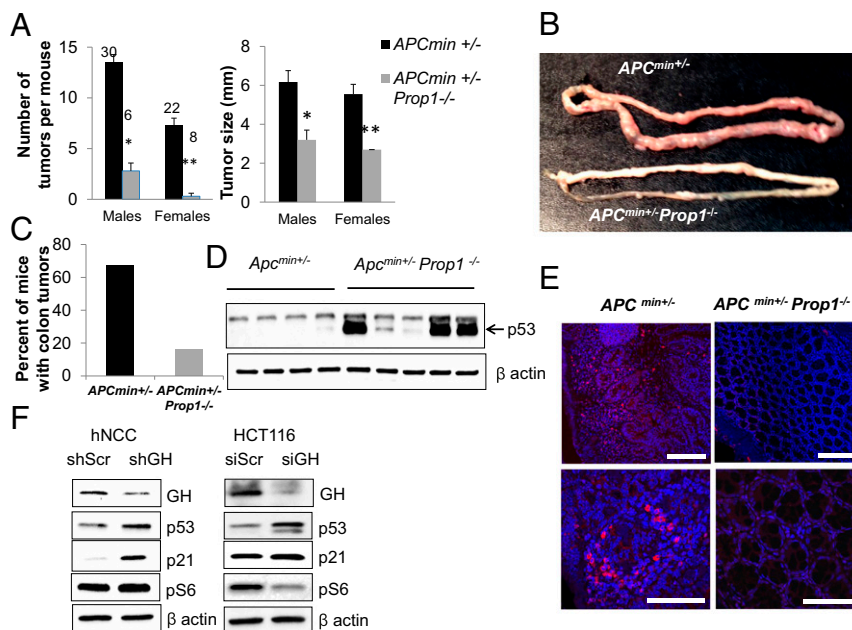 A
Number of
tumors per mouse
15
10
5
0
30
6
*
22
8
**
Males
Females
Tumor size (mm)
8
6
4
2
0
*
**
Males
Females
APCmin +/-
APCmin +/-
Prop1-/-
B
APCmin+/-
APCmin+/-Prop1-/-
C
Percent of mice
with colon tumors
80
60
40
20
0
APCmin+/-
APCmin+/-
Prop1-/-
D
Apcmin+/-
Apcmin+/- Prop1 -/-
p53
β actin
E
APC min+/-
APC min+/- Prop1-/-
F
hNCC
shScr shGH
GH
p53
p21
pS6
β actin
HCT116
siScr siGH
GH
p53
p21
pS6
β actin